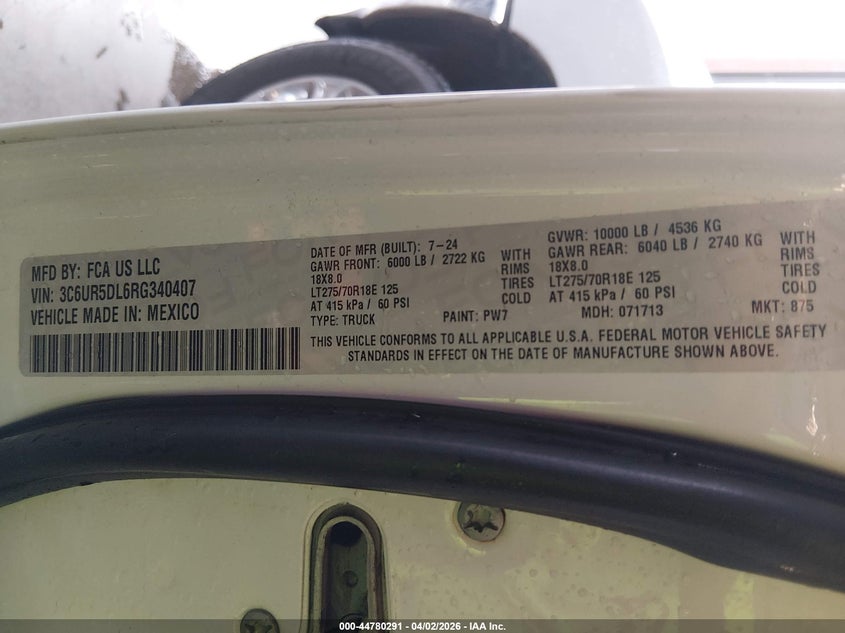 MFD BY: FCA US LLC
VIN: 3C6UR5DL6RG340407
VEHICLE MADE IN: MEXICO
DATE OF MFR (BUILT): 7-24
GAWR FRONT: 6000 LB / 2722 KG WITH
18X8.0 RIMS
LT275/70R18E 125 TIRES
AT 415 kPa / 60 PSI COLD
TYPE: TRUCK PAINT: PW7
GVWR: 10000 LB / 4536 KG
GAWR REAR: 6040 LB / 2740 KG WITH
18X8.0 RIMS
LT275/70R18E 125 TIRES
AT 415 kPa / 60 PSI COLD
MDH: 071713 MKT: 875
THIS VEHICLE CONFORMS TO ALL APPLICABLE U.S.A. FEDERAL MOTOR VEHICLE SAFETY
STANDARDS IN EFFECT ON THE DATE OF MANUFACTURE SHOWN ABOVE.
000-44780291 - 04/02/2026 - IAA Inc.